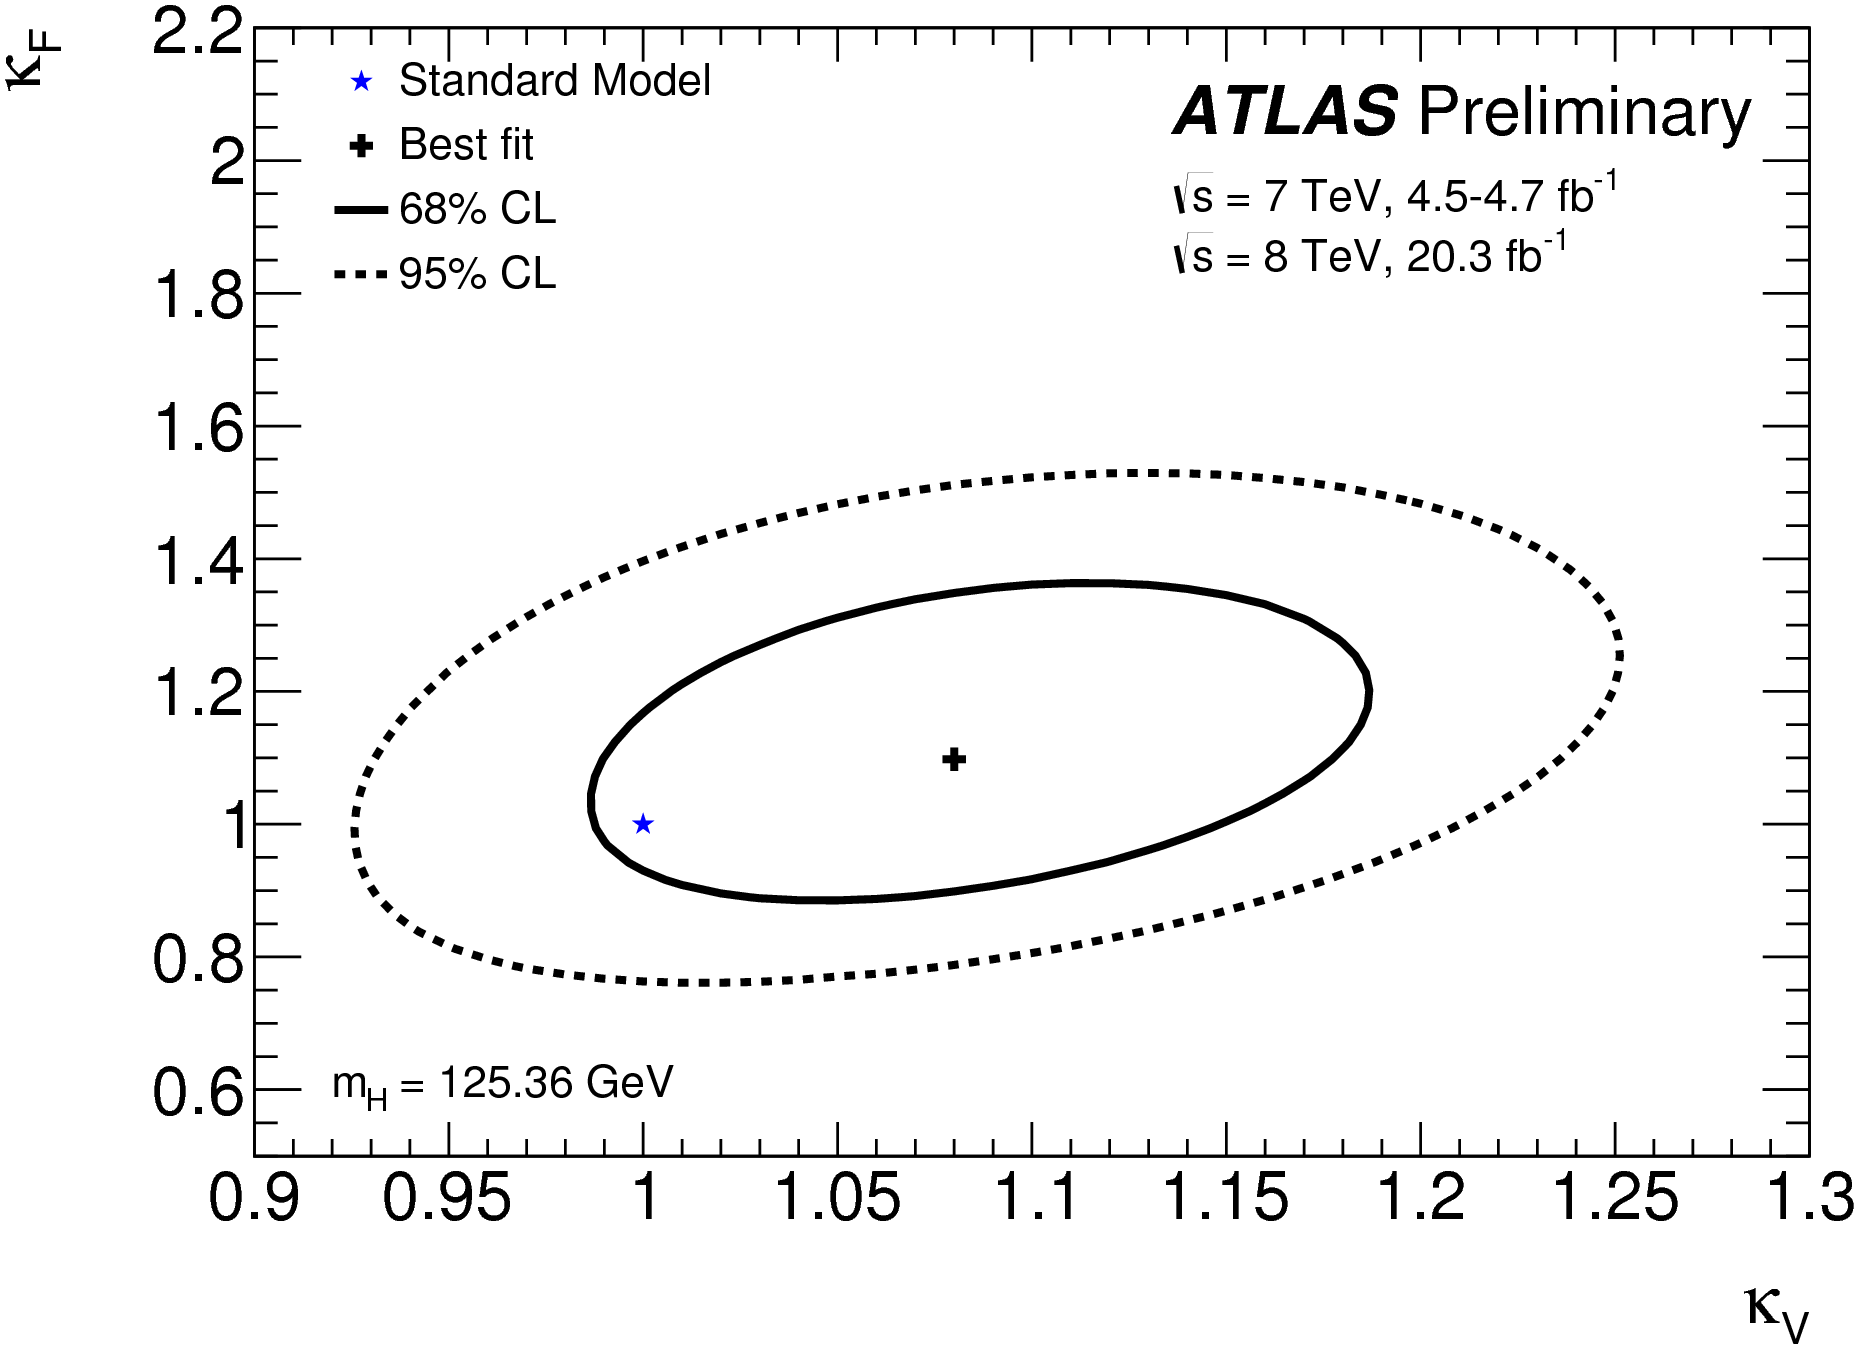 κF
2.2
2
1.8
1.6
1.4
1.2
1
0.8
0.6
Standard Model
Best fit
68% CL
95% CL
ATLAS Preliminary
√s = 7 TeV, 4.5-4.7 fb-1
√s = 8 TeV, 20.3 fb-1
mH = 125.36 GeV
0.9 0.95 1 1.05 1.1 1.15 1.2 1.25 1.3
κV